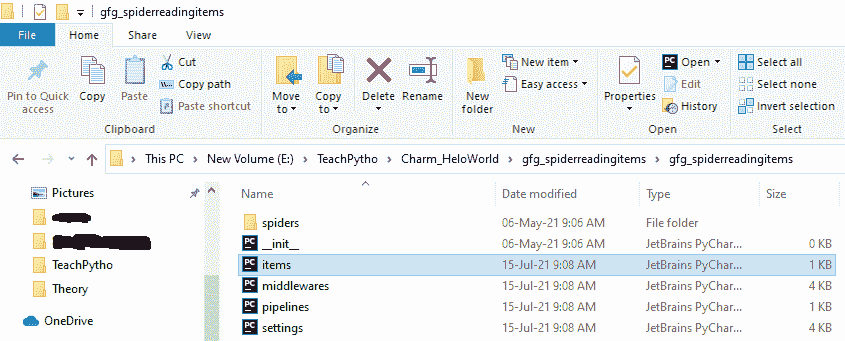 gfg_spiderreadingitems
File Home Share View
Pin to Quick access
Copy
Paste
Cut
Copy path
Paste shortcut
Clipboard
Move to
Copy to
Delete
Rename
Organize
New folder
New item
Easy access
New
Properties
Open
Edit
History
Open
Select all
Select none
Invert selection
Select
This PC > New Volume (E:) > TeachPytho > Charm_HeloWorld > gfg_spiderreadingitems > gfg_spiderreadingitems
Pictures
TeachPytho
Theory
OneDrive
Name Date modified Type Size
spiders 06-May-21 9:06 AM File folder
PC __init__ 06-May-21 9:06 AM JetBrains PyChar... 0 KB
PC items 15-Jul-21 9:08 AM JetBrains PyChar... 1 KB
PC middlewares 15-Jul-21 9:08 AM JetBrains PyChar... 4 KB
PC pipelines 15-Jul-21 9:08 AM JetBrains PyChar... 1 KB
PC settings 15-Jul-21 9:08 AM JetBrains PyChar... 4 KB